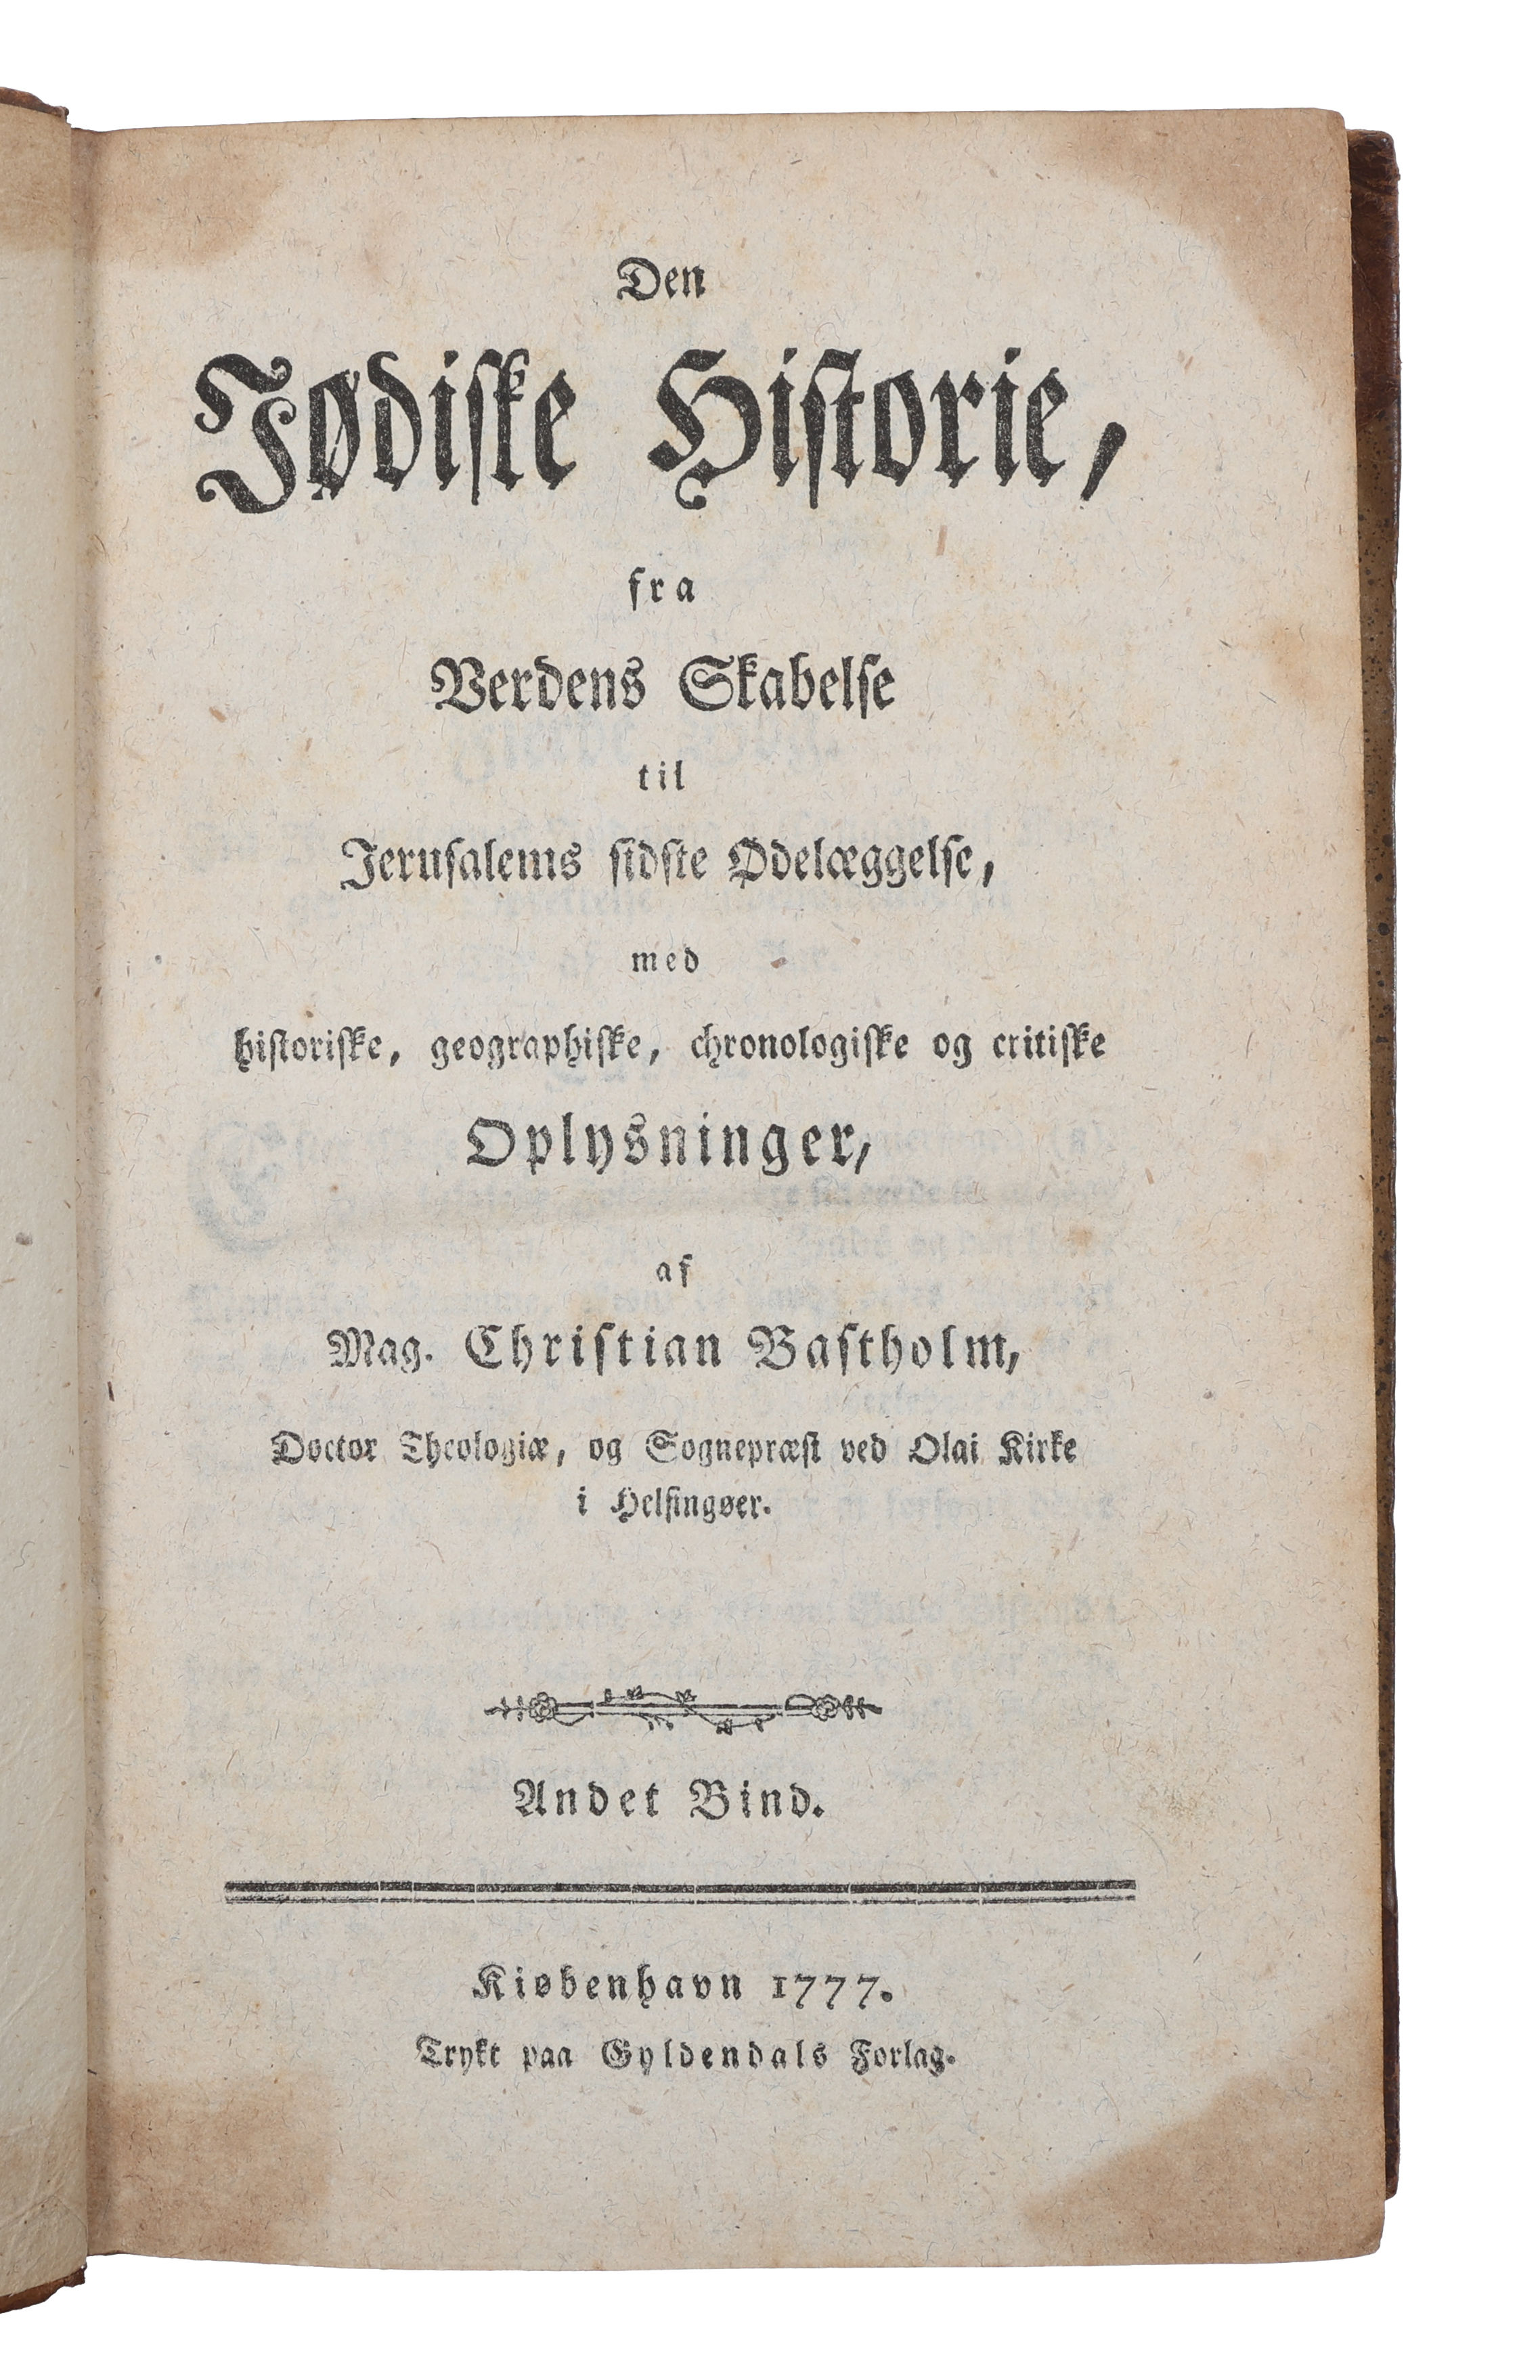 Den
Jødiske Historie,
fra
Verdens Skabelse
til
Jerusalems sidste Ødelæggelse,
med
historiske, geographiske, chronologiske og critiske
Oplysninger,
af
Mag. Christian Bastholm,
Doctor Theologiæ, og Sognepræst ved Olai Kirke
i Helsingøer.
Andet Bind.
Kiøbenhavn 1777.
Trykt paa Gyldendals Forlag.